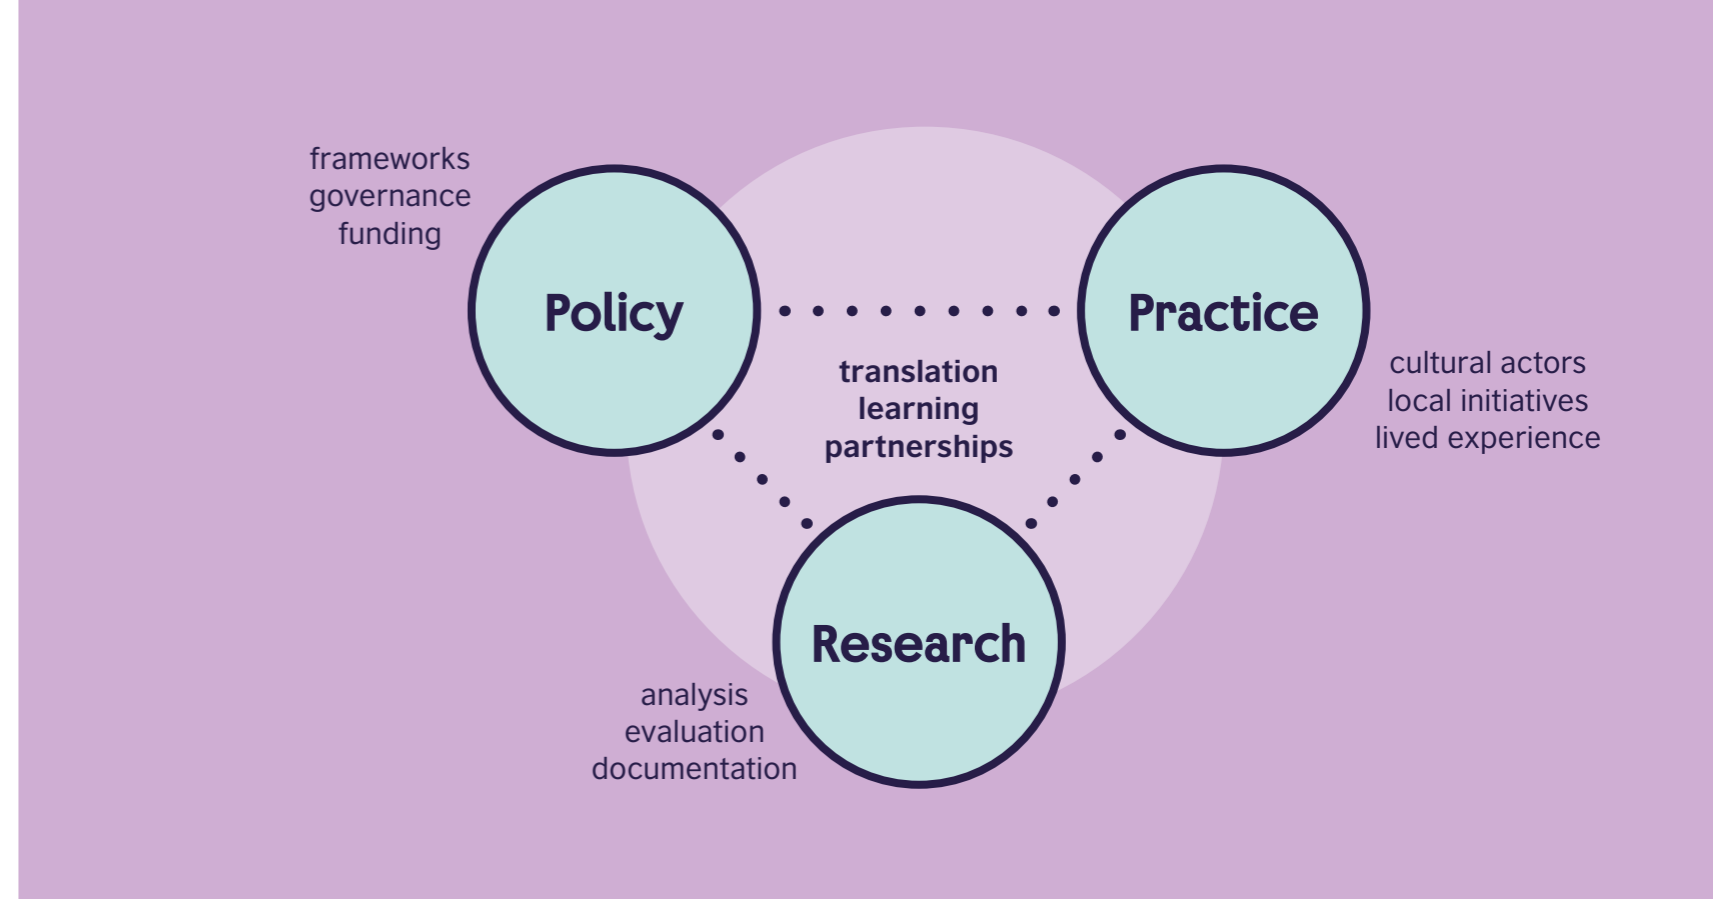 frameworks
governance
funding
Policy
Practice
translation
learning
partnerships
cultural actors
local initiatives
lived experience
Research
analysis
evaluation
documentation